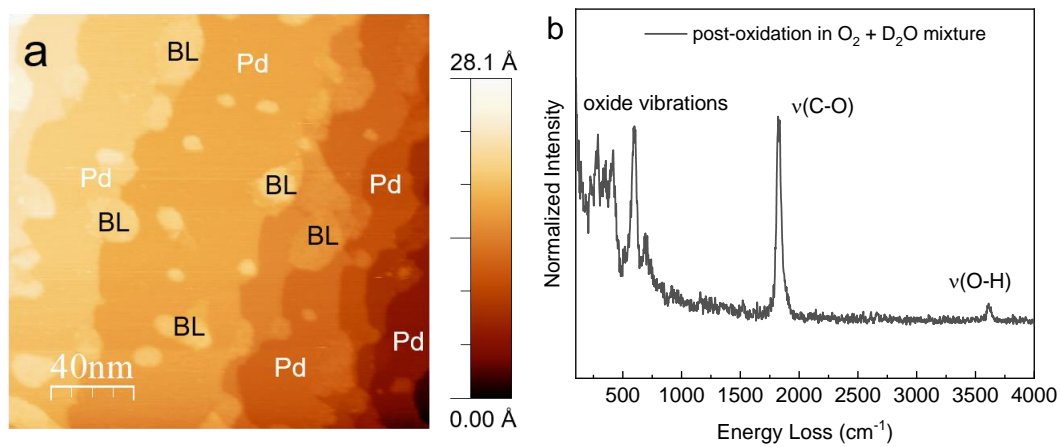 a
BL
Pd
28.1 Å
Pd
Pd
BL
BL
BL
BL
Pd
Pd
40nm
0.00 Å
b
post-oxidation in O₂ + D₂O mixture
oxide vibrations
ν(C-O)
ν(O-H)
Normalized Intensity
500 1000 1500 2000 2500 3000 3500 4000
Energy Loss (cm⁻¹)